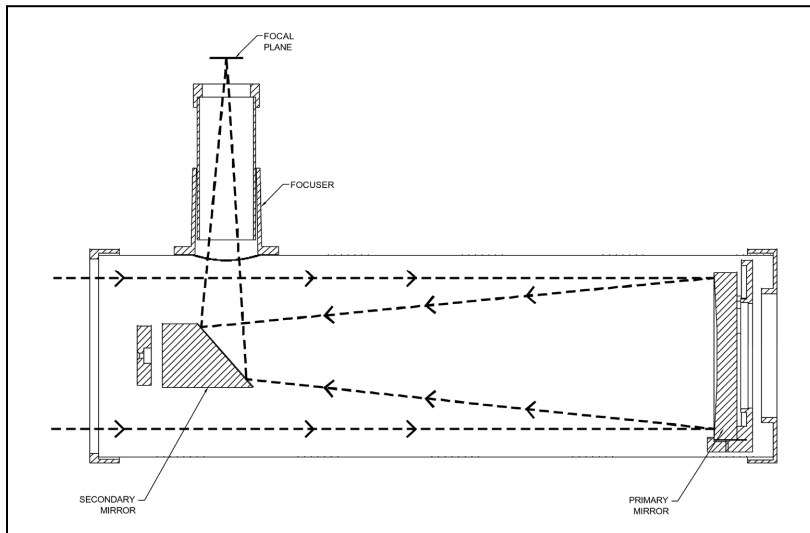 FOCAL
PLANE
FOCUSER
SECONDARY
MIRROR
PRIMARY
MIRROR